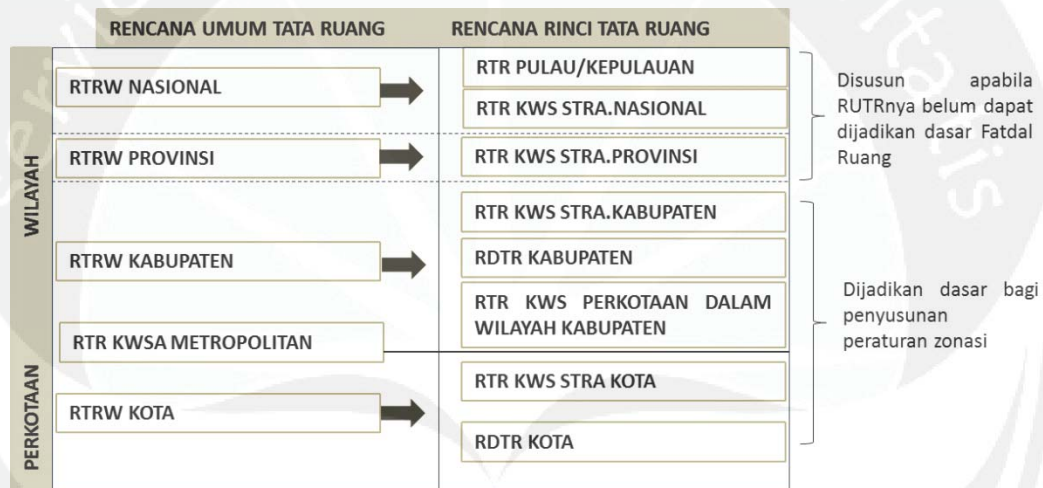 RENCANA UMUM TATA RUANG
RENCANA RINCI TATA RUANG
WILAYAH
RTRW NASIONAL
RTR PULAU/KEPULAUAN
RTR KWS STRA.NASIONAL
RTRW PROVINSI
RTR KWS STRA.PROVINSI
Disusun apabila
RUTRnya belum dapat
dijadikan dasar Fatdal
Ruang
RTRW KABUPATEN
RTR KWS STRA.KABUPATEN
RDTR KABUPATEN
RTR KWS PERKOTAAN DALAM
WILAYAH KABUPATEN
RTR KWSA METROPOLITAN
PERKOTAAN
RTRW KOTA
RTR KWS STRA KOTA
RDTR KOTA
Dijadikan dasar bagi
penyusunan
peraturan zonasi